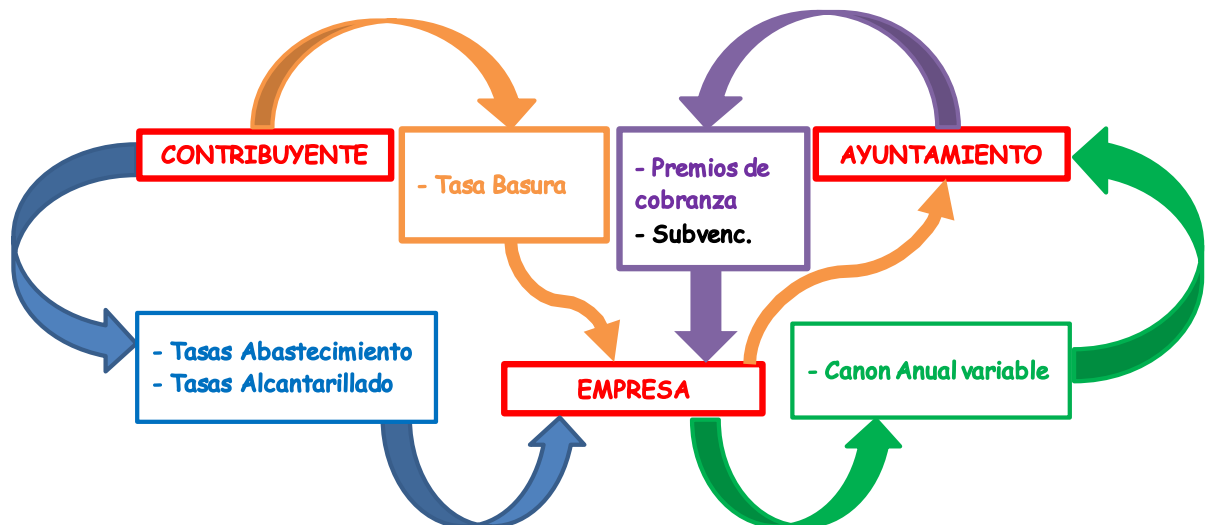 CONTRIBUYENTE
- Tasa Basura
- Premios de
cobranza
- Subvenc.
AYUNTAMIENTO
- Tasas Abastecimiento
- Tasas Alcantarillado
EMPRESA
- Canon Anual variable